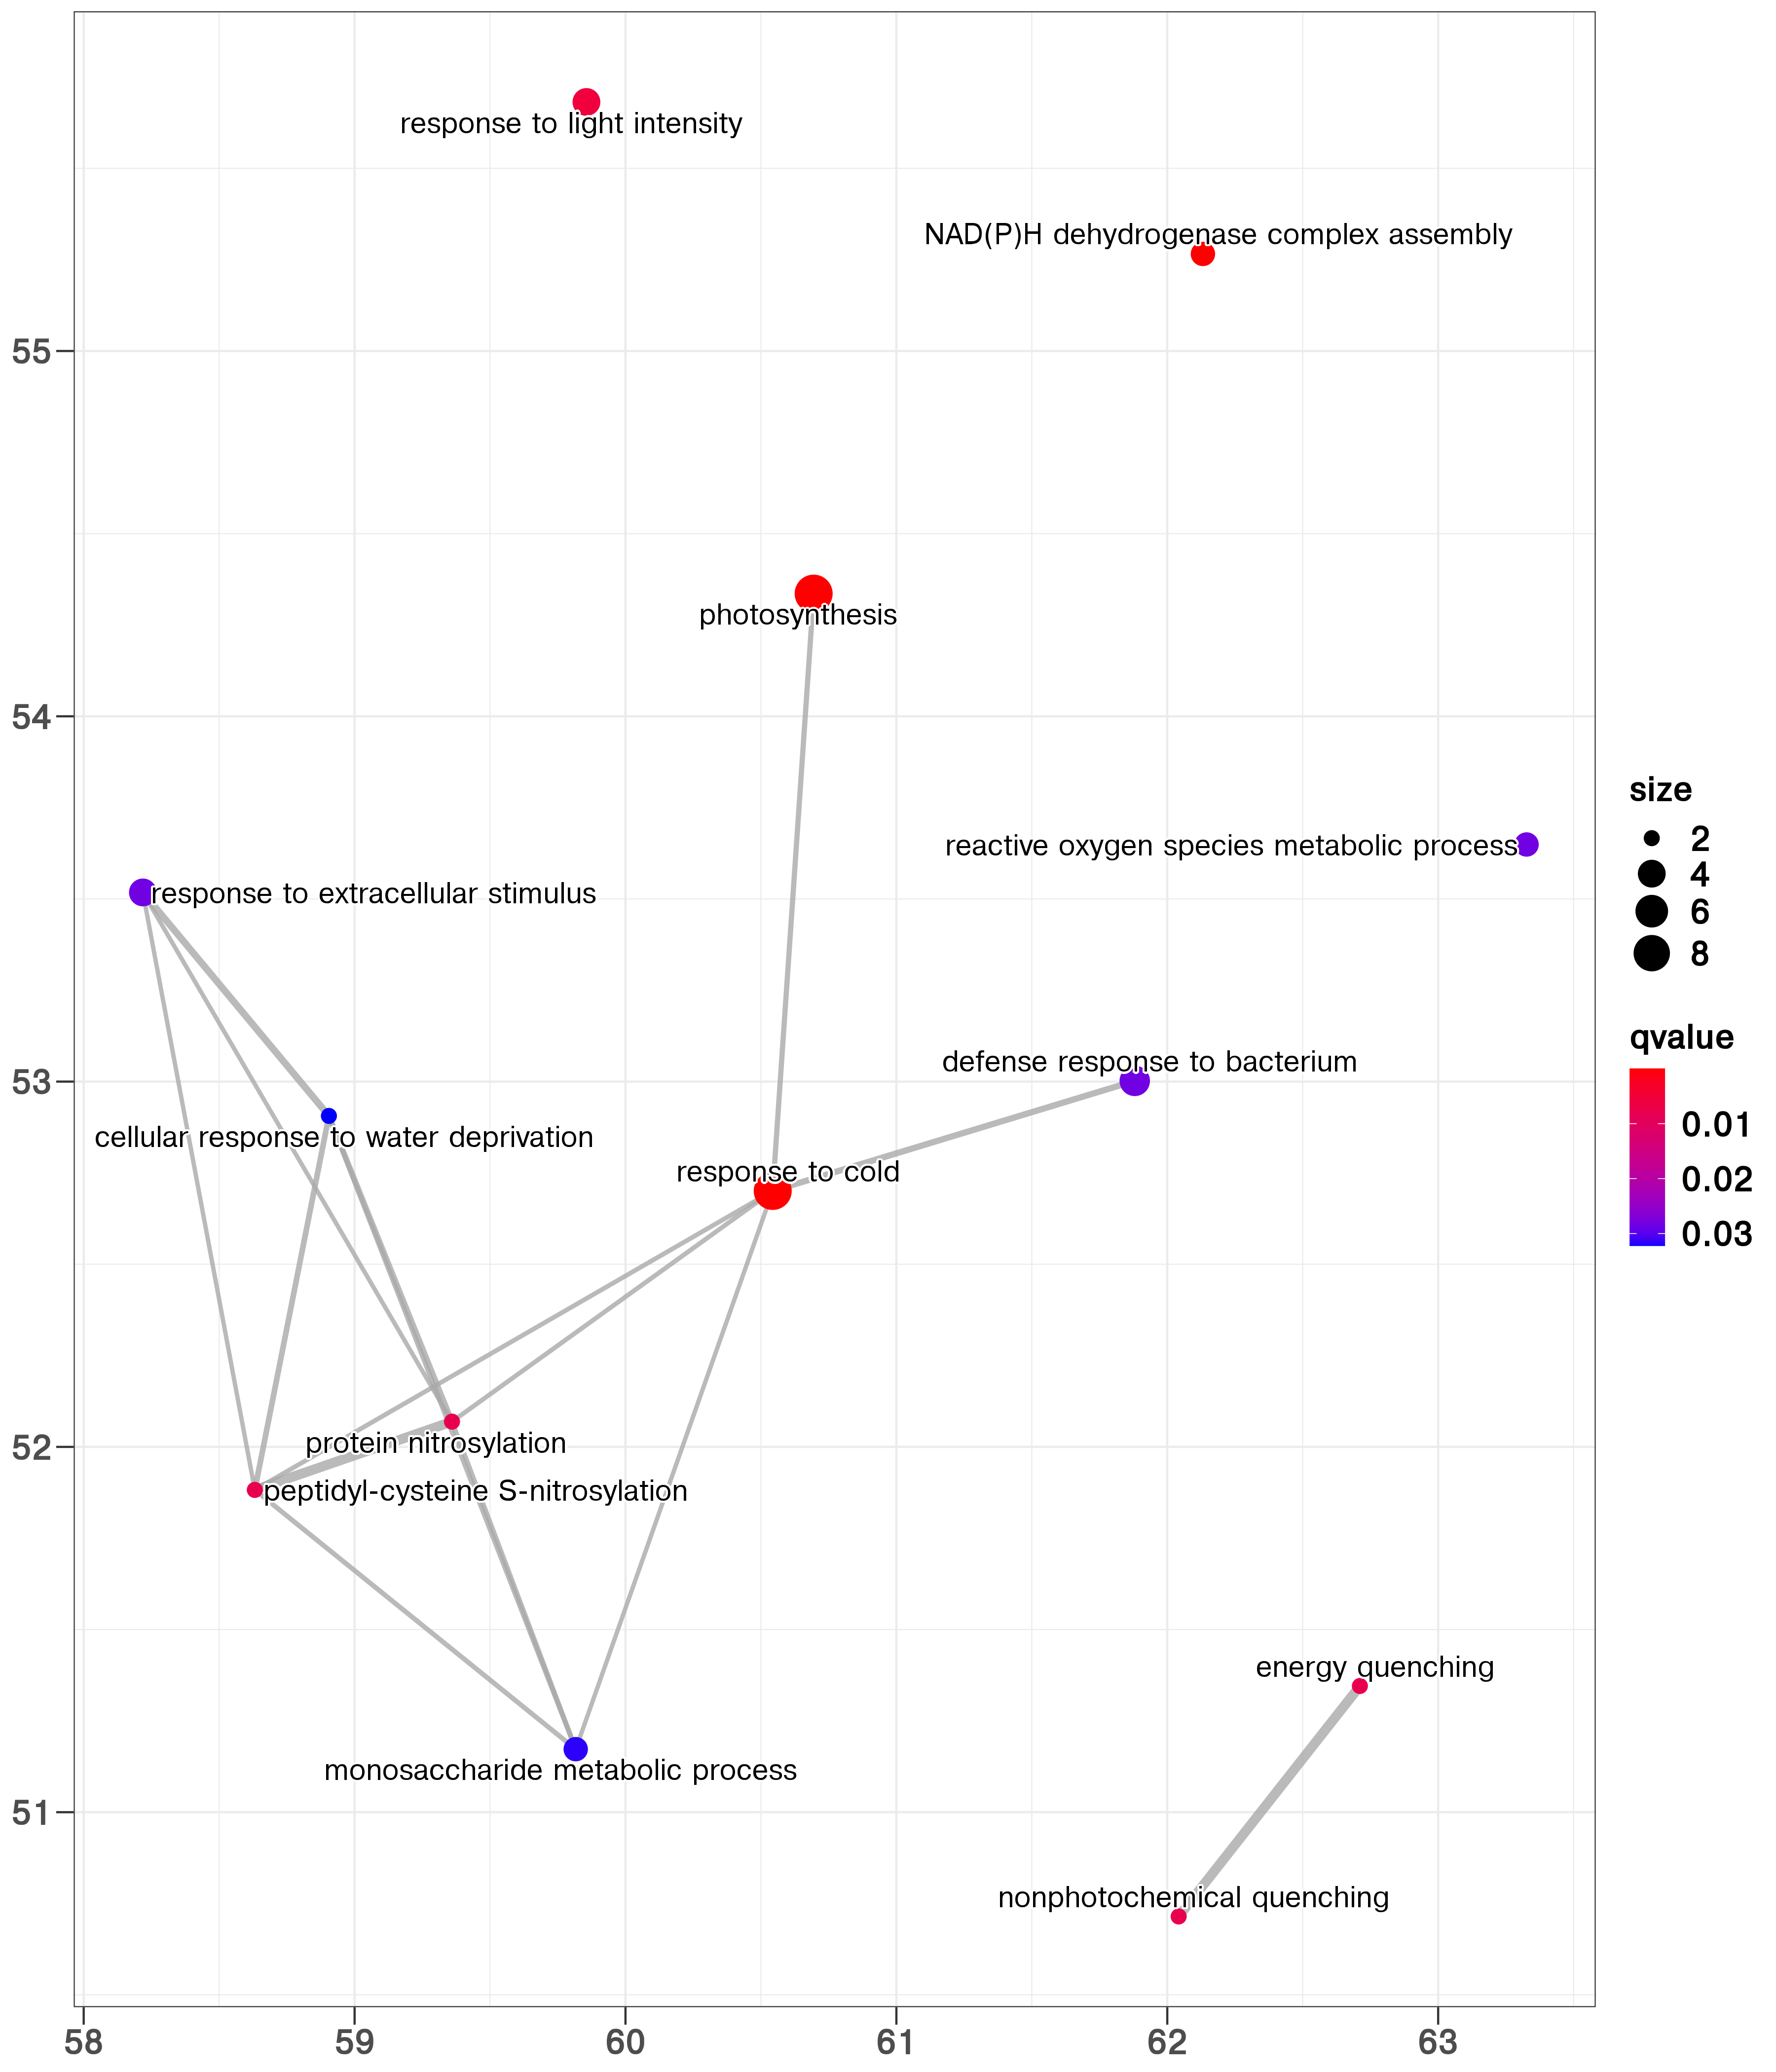 response to light intensity
NAD(P)H dehydrogenase complex assembly
55
photosynthesis
54
reactive oxygen species metabolic process
response to extracellular stimulus
defense response to bacterium
53
cellular response to water deprivation
response to cold
protein nitrosylation
52
peptidyl-cysteine S-nitrosylation
energy quenching
monosaccharide metabolic process
51
nonphotochemical quenching
58
59
60
61
62
63
size
2
4
6
8
qvalue
0.01
0.02
0.03